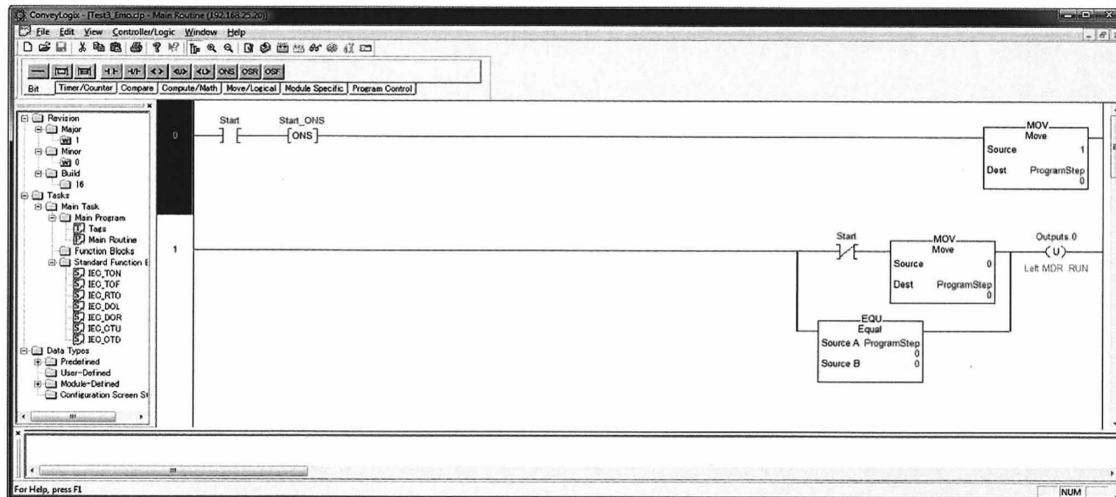 ConveyLogix - [Test3_Emo.clp - Main Routine (192.168.25.20)]
File Edit View Controller/Logic Window Help
ONS OSR OSF
Bit Timer/Counter Compare Compute/Math Move/Logical Module Specific Program Control
Revision
Major
1
Minor
0
Build
16
Tasks
Main Task
Main Program
Tags
Main Routine
Function Blocks
Standard Function E
IEC_TON
IEC_TOF
IEC_RTO
IEC_DOL
IEC_DOR
IEC_CTU
IEC_CTD
Data Types
Predefined
User-Defined
Module-Defined
Configuration Screen St
0
Start
Start_ONS
ONS
MOV
Move
Source 1
Dest ProgramStep
0
1
Start
MOV
Move
Source 0
Dest ProgramStep
0
Outputs.0
U
Left MDR RUN
EQU
Equal
Source A ProgramStep
0
Source B 0
For Help, press F1
NUM